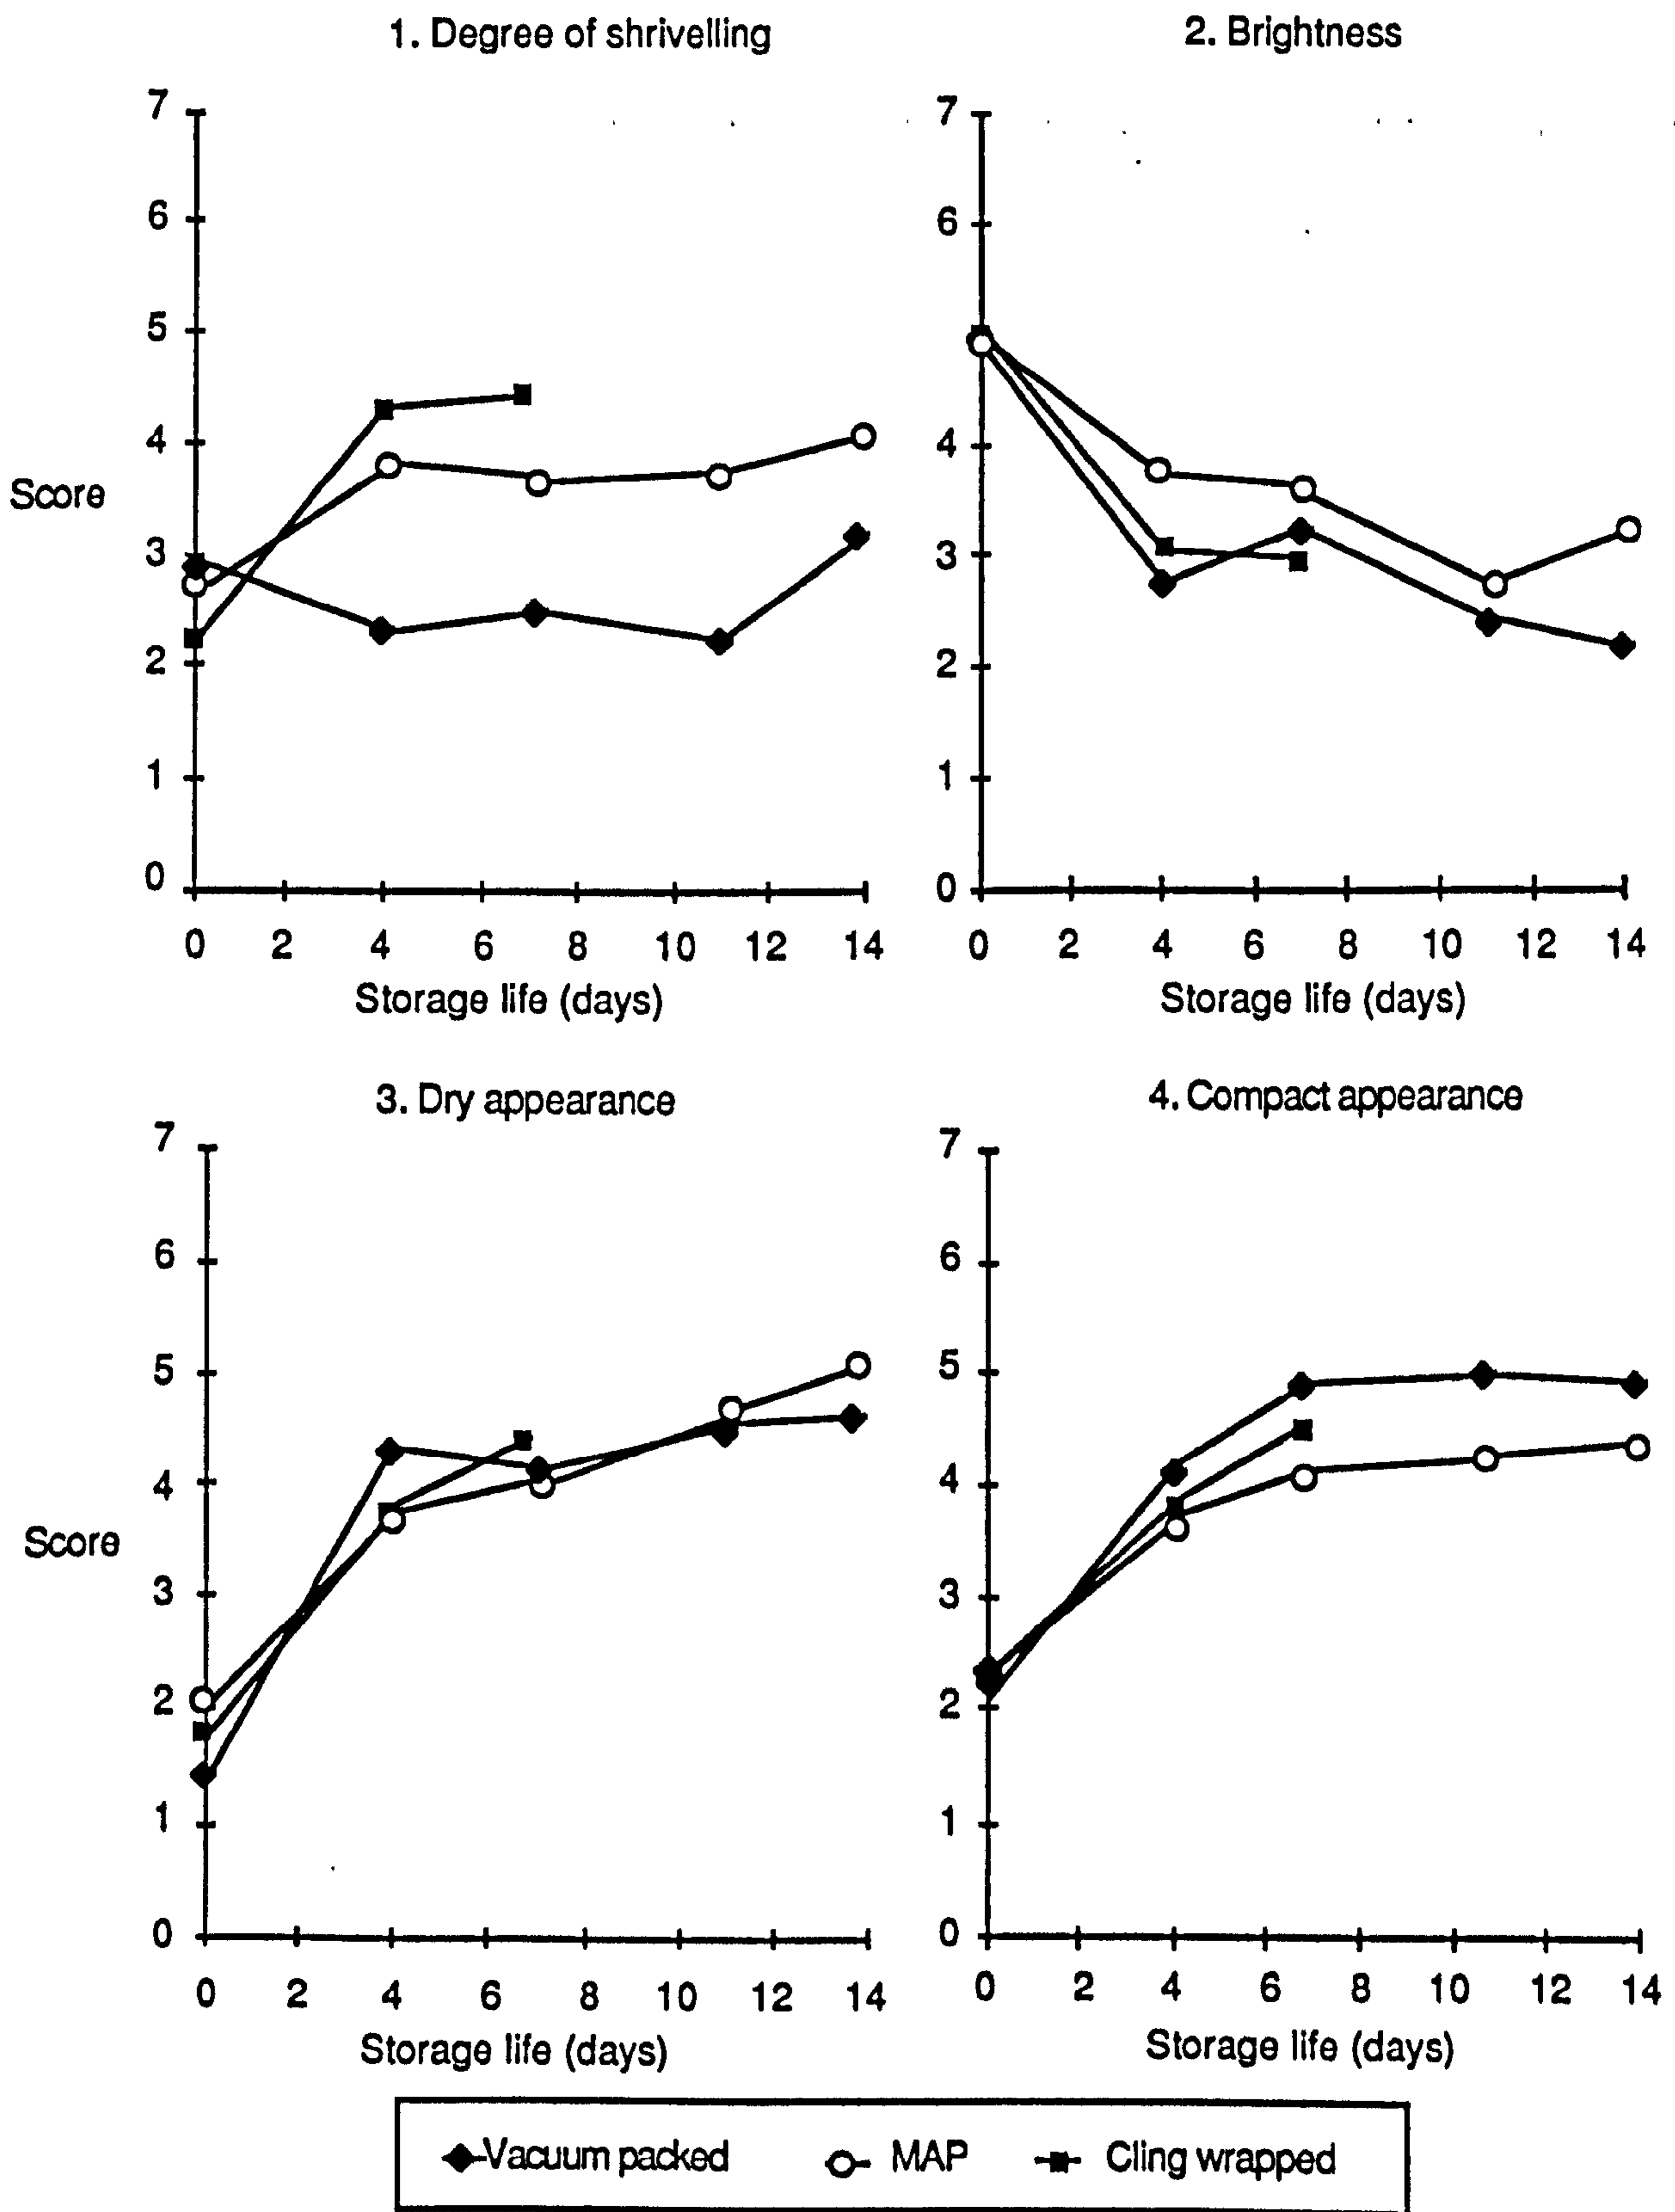 1. Degree of shrivelling
7
6
5
4
3
2
1
0
Score
0 2 4 6 8 10 12 14
Storage life (days)
2. Brightness
7
6
4
3
2
1
0
0 2 4 6 8 10 12 14
Storage life (days)
3. Dry appearance
7
6
5
4
3
2
1
0
Score
0 2 4 6 8 10 12 14
Storage life (days)
4. Compact appearance
7
6
5
4
3
2
1
0
0 2 4 6 8 10 12 14
Storage life (days)
Vacuum packed MAP Cling wrapped